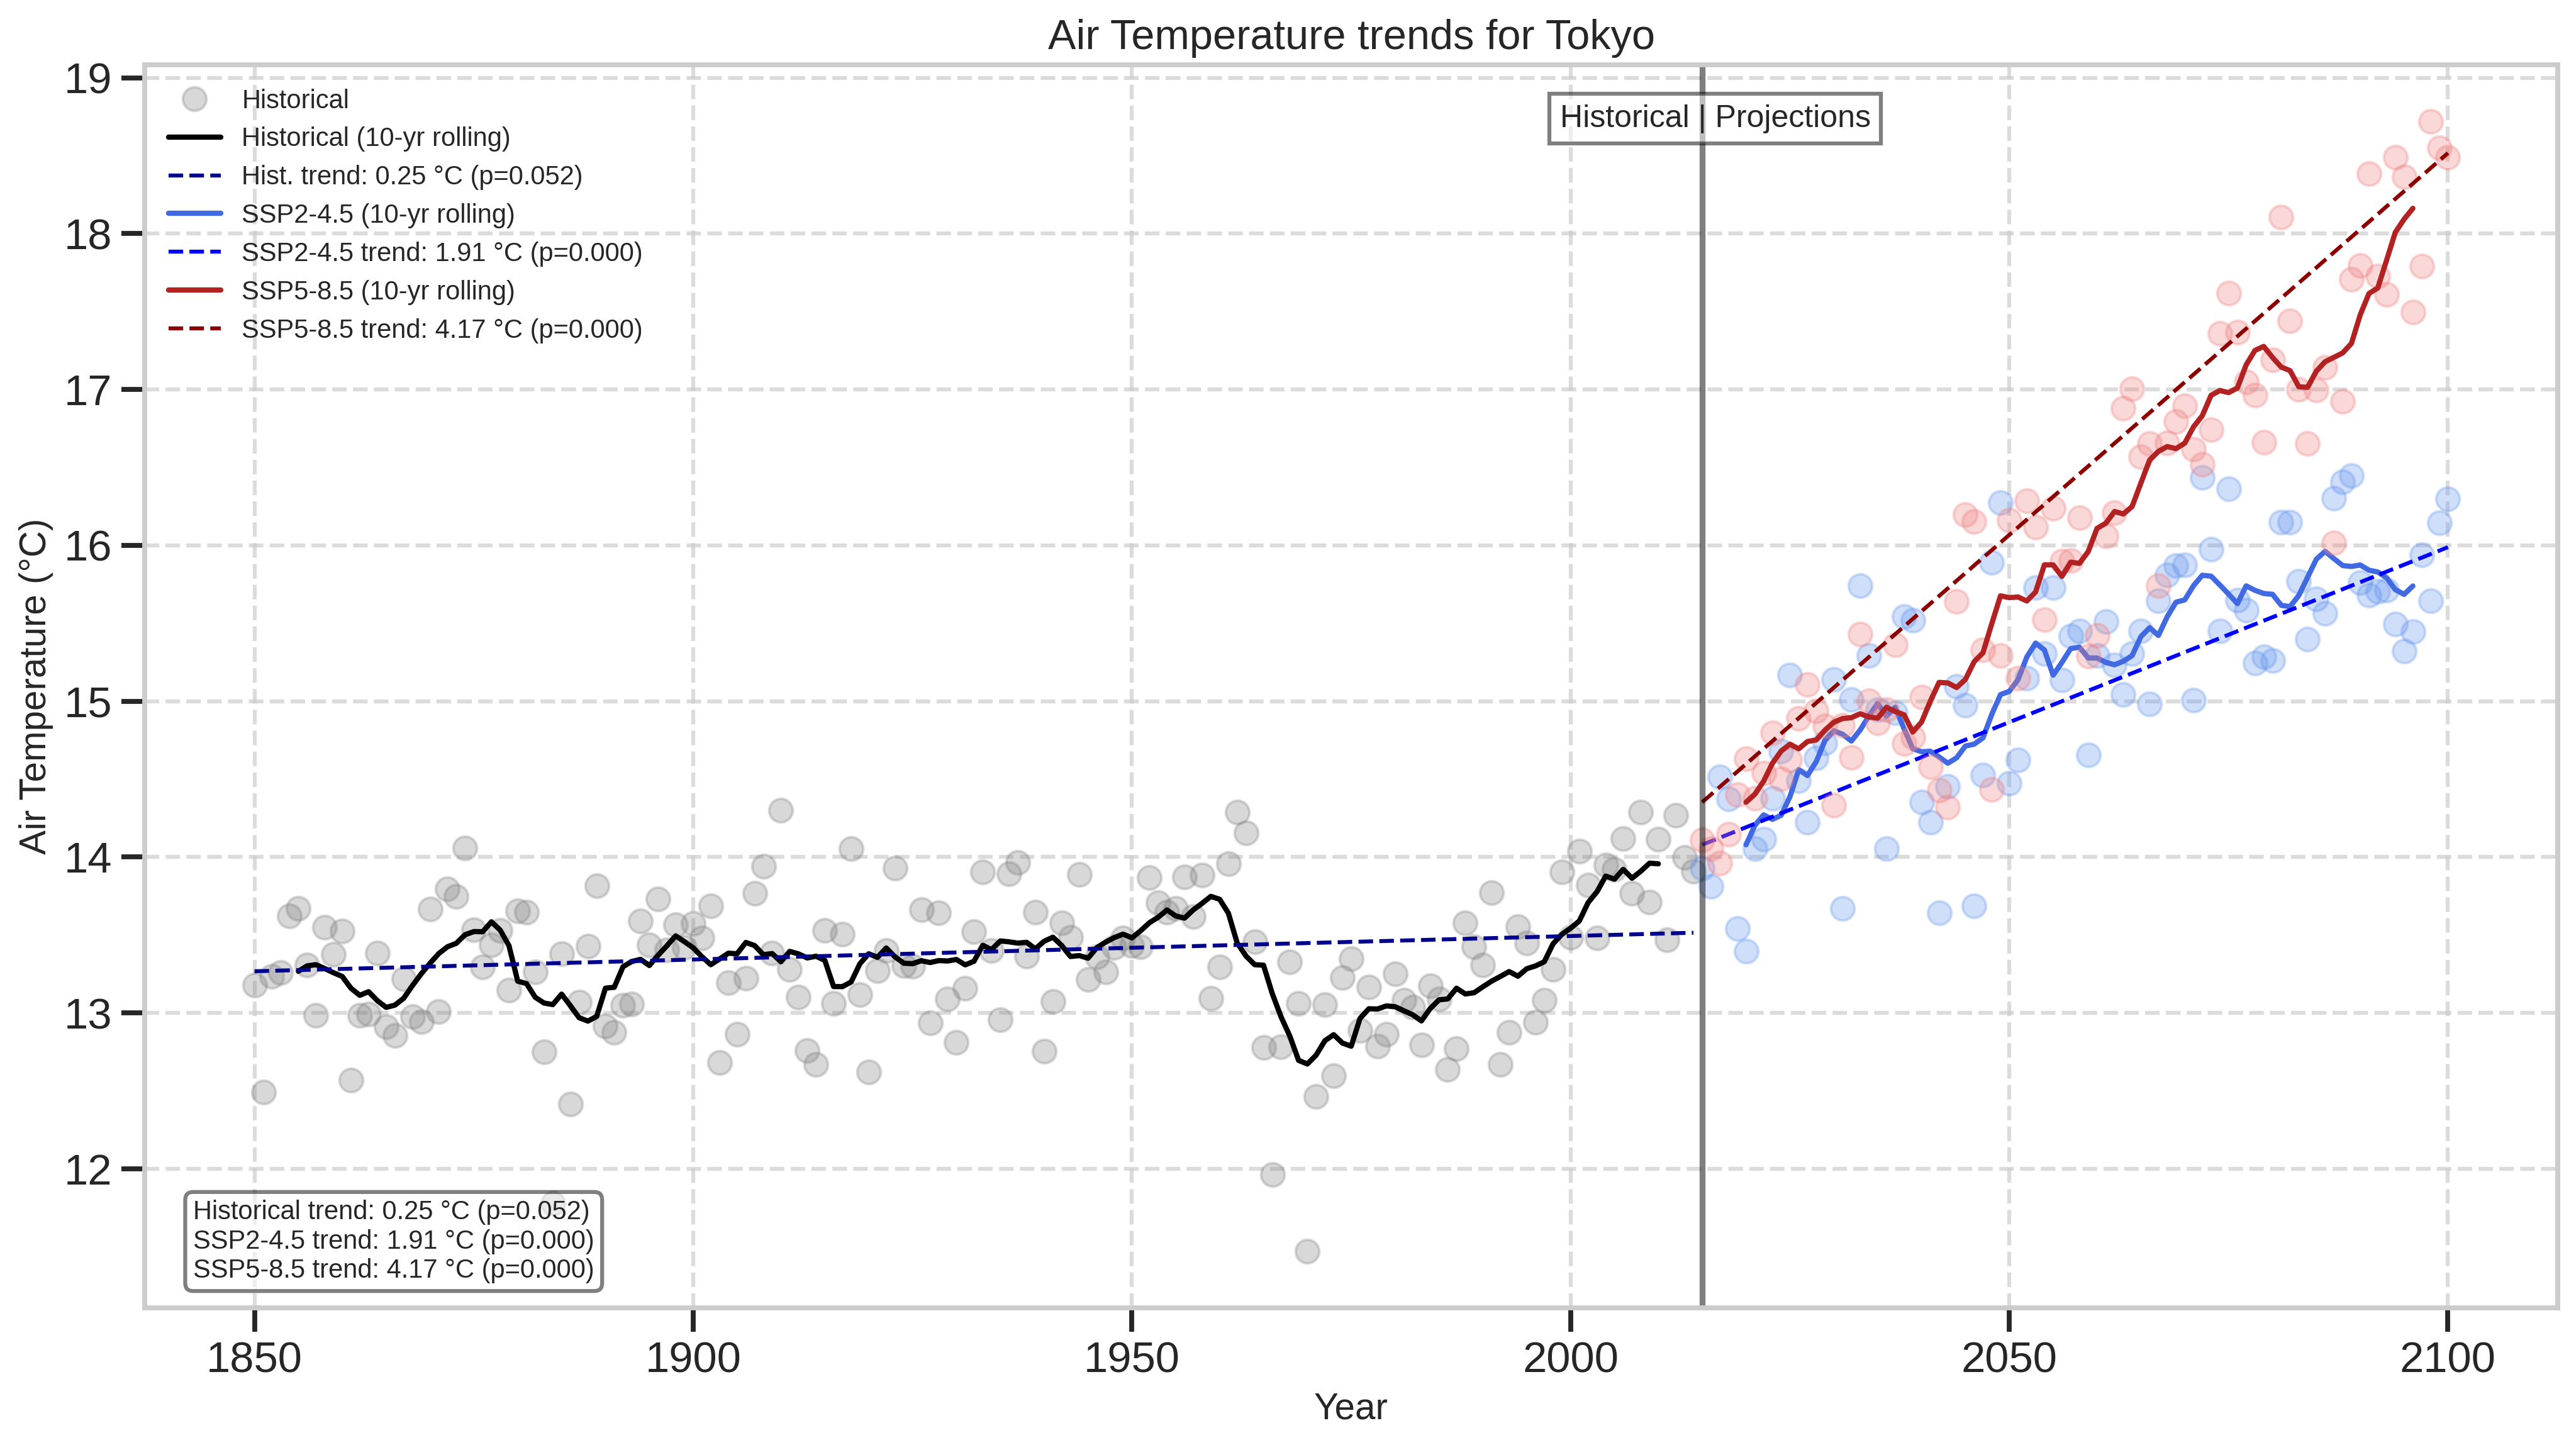 Air Temperature trends for Tokyo
Historical | Projections
Historical
Historical (10-yr rolling)
Hist. trend: 0.25 °C (p=0.052)
SSP2-4.5 (10-yr rolling)
SSP2-4.5 trend: 1.91 °C (p=0.000)
SSP5-8.5 (10-yr rolling)
SSP5-8.5 trend: 4.17 °C (p=0.000)
19
18
17
16
15
14
13
12
Air Temperature (°C)
Historical trend: 0.25 °C (p=0.052)
SSP2-4.5 trend: 1.91 °C (p=0.000)
SSP5-8.5 trend: 4.17 °C (p=0.000)
1850 1900 1950 2000 2050 2100
Year